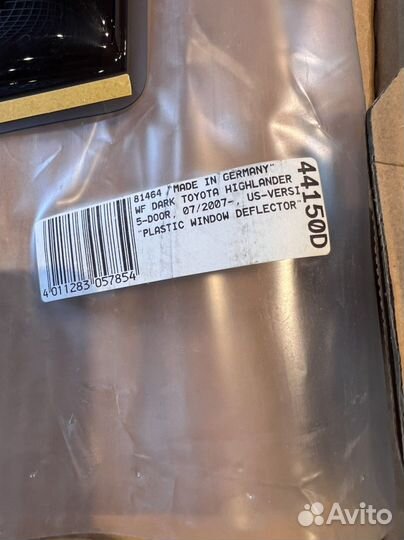 81464 "MADE IN GERMANY"
WF DARK TOYOTA HIGHLANDER
5-DOOR, 07/2007-, US-VERSI
"PLASTIC WINDOW DEFLECTOR"
44150D
4 011283 057854
Avito